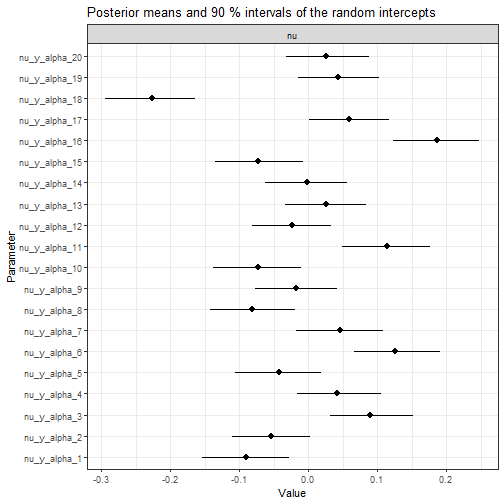 Posterior means and 90 % intervals of the random intercepts
nu
nu_y_alpha_20
nu_y_alpha_19
nu_y_alpha_18
nu_y_alpha_17
nu_y_alpha_16
nu_y_alpha_15
nu_y_alpha_14
nu_y_alpha_13
nu_y_alpha_12
nu_y_alpha_11
nu_y_alpha_10
nu_y_alpha_9
nu_y_alpha_8
nu_y_alpha_7
nu_y_alpha_6
nu_y_alpha_5
nu_y_alpha_4
nu_y_alpha_3
nu_y_alpha_2
nu_y_alpha_1
Parameter
-0.3 -0.2 -0.1 0.0 0.1 0.2
Value